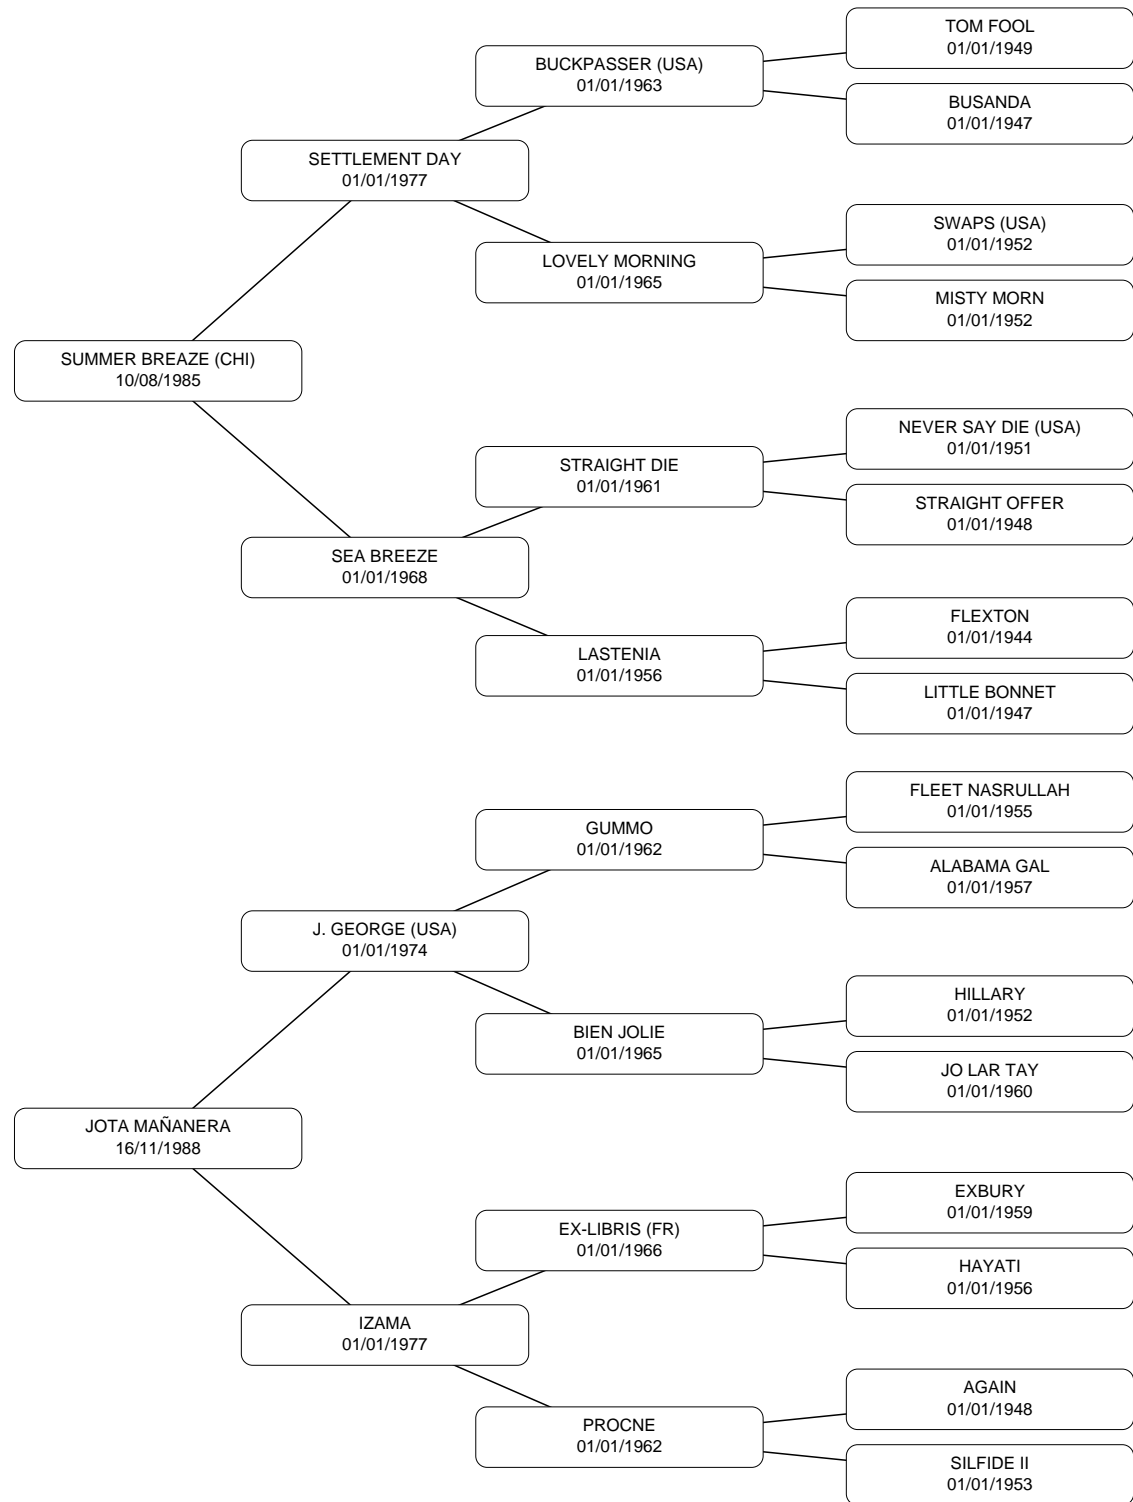 TOM FOOL
01/01/1949
BUCKPASSER (USA)
01/01/1963
BUSANDA
01/01/1947
SETTLEMENT DAY
01/01/1977
SWAPS (USA)
01/01/1952
LOVELY MORNING
01/01/1965
MISTY MORN
01/01/1952
SUMMER BREAZE (CHI)
10/08/1985
NEVER SAY DIE (USA)
01/01/1951
STRAIGHT DIE
01/01/1961
STRAIGHT OFFER
01/01/1948
SEA BREEZE
01/01/1968
FLEXTON
01/01/1944
LASTENIA
01/01/1956
LITTLE BONNET
01/01/1947
FLEET NASRULLAH
01/01/1955
GUMMO
01/01/1962
ALABAMA GAL
01/01/1957
J. GEORGE (USA)
01/01/1974
HILLARY
01/01/1952
BIEN JOLIE
01/01/1965
JO LAR TAY
01/01/1960
JOTA MAÑANERA
16/11/1988
EXBURY
01/01/1959
EX-LIBRIS (FR)
01/01/1966
HAYATI
01/01/1956
IZAMA
01/01/1977
AGAIN
01/01/1948
PROCNE
01/01/1962
SILFIDE II
01/01/1953